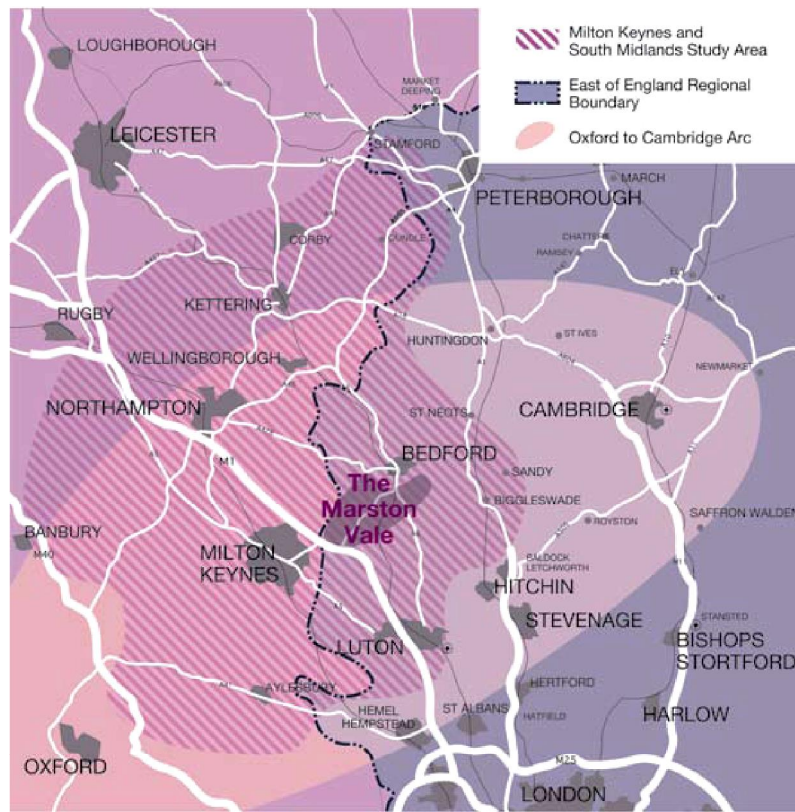 Milton Keynes and
South Midlands Study Area
East of England Regional
Boundary
Oxford to Cambridge Arc
LOUGHBOROUGH
MARKET
DEEPING
LEICESTER
STAMFORD
PETERBOROUGH
MARCH
CORBY
OUNDLE
RAMSEY
KETTERING
RUGBY
HUNTINGDON
ST IVES
WELLINGBOROUGH
NEWMARKET
NORTHAMPTON
ST NEOTS
CAMBRIDGE
M1
BEDFORD
The
Marston
Vale
SANDY
BIGGLESWADE
ROYSTON
SAFFRON WALDEN
BANBURY
M40
MILTON
KEYNES
BALDOCK
LETCHWORTH
HITCHIN
STEVENAGE
LUTON
STANSTED
BISHOPS
STORTFORD
AYLESBURY
HERTFORD
HEMEL
HEMPSTEAD
ST ALBANS
HATFIELD
HARLOW
OXFORD
M25
LONDON